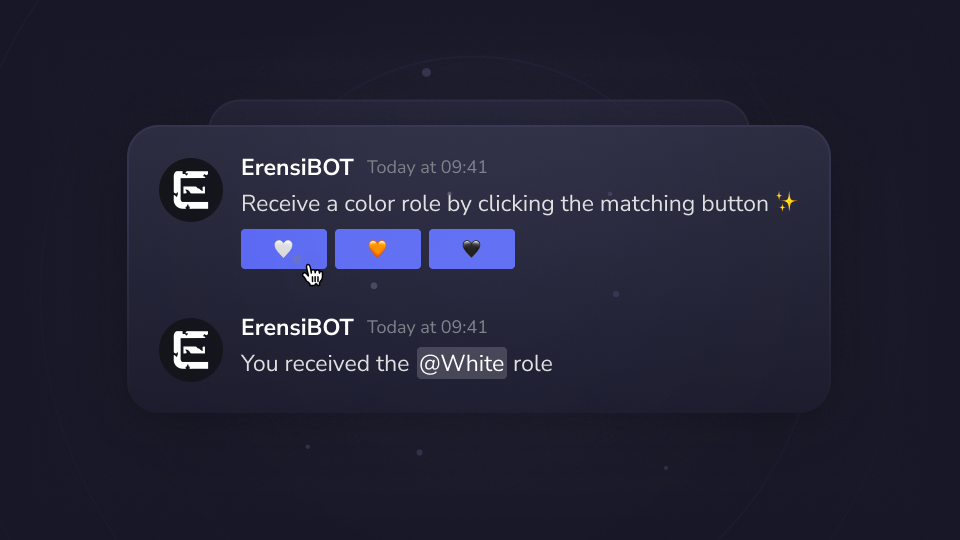 ErensiBOT Today at 09:41
Receive a color role by clicking the matching button ✨
🤍 🧡 🖤
ErensiBOT Today at 09:41
You received the @White role